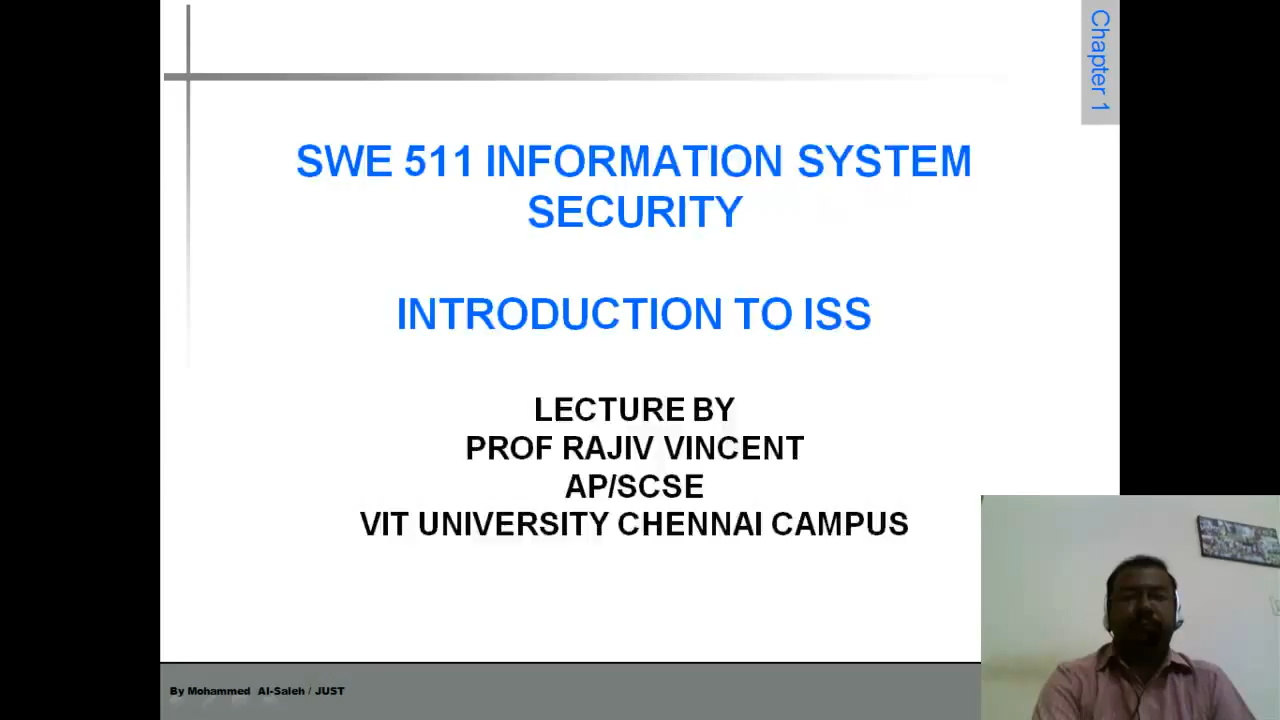 Chapter 1
SWE 511 INFORMATION SYSTEM
SECURITY
INTRODUCTION TO ISS
LECTURE BY
PROF RAJIV VINCENT
AP/SCSE
VIT UNIVERSITY CHENNAI CAMPUS
By Mohammed Al-Saleh / JUST